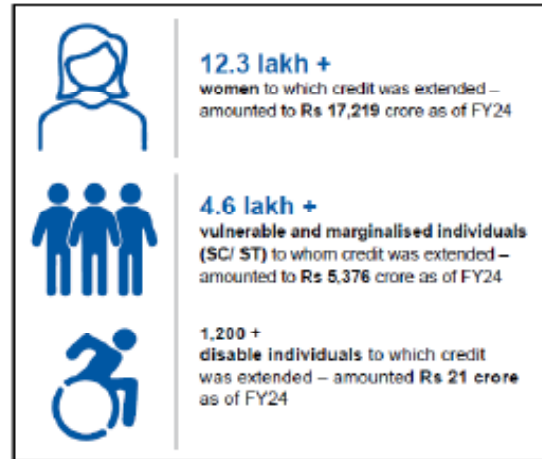 12.3 lakh +
women to which credit was extended –
amounted to Rs 17,219 crore as of FY24
4.6 lakh +
vulnerable and marginalised individuals
(SC/ ST) to whom credit was extended –
amounted to Rs 5,376 crore as of FY24
1,200 +
disable individuals to which credit
was extended – amounted Rs 21 crore
as of FY24